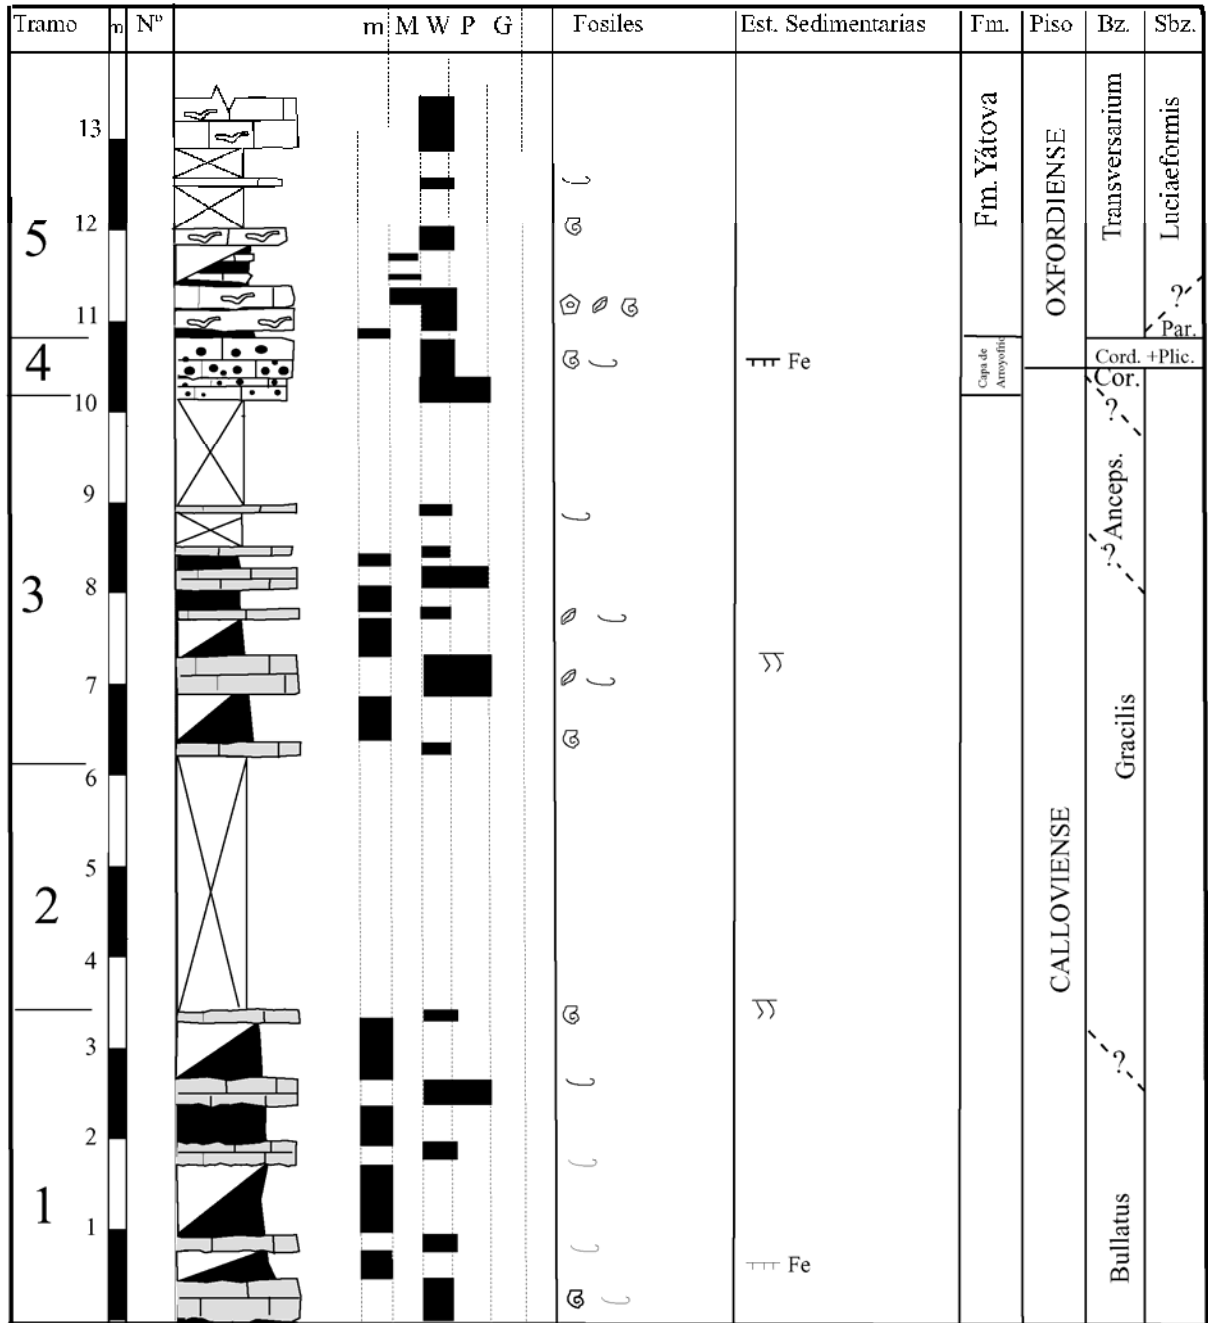 Tramo m Nº m M W P G Fosiles Est. Sedimentarias Fm. Piso Bz. Sbz.
13
12
11
10
9
8
7
6
5
4
3
2
1
5
4
3
2
1
Fe
Fe
Fm. Yátova
Capa de
Arroyofrío
OXFORDIENSE
CALLOVIENSE
Transversarium
Cord. +Plic.
Cor.
?
Anceps.
?
Gracilis
?
Bullatus
Luciaeformis
?
Par.